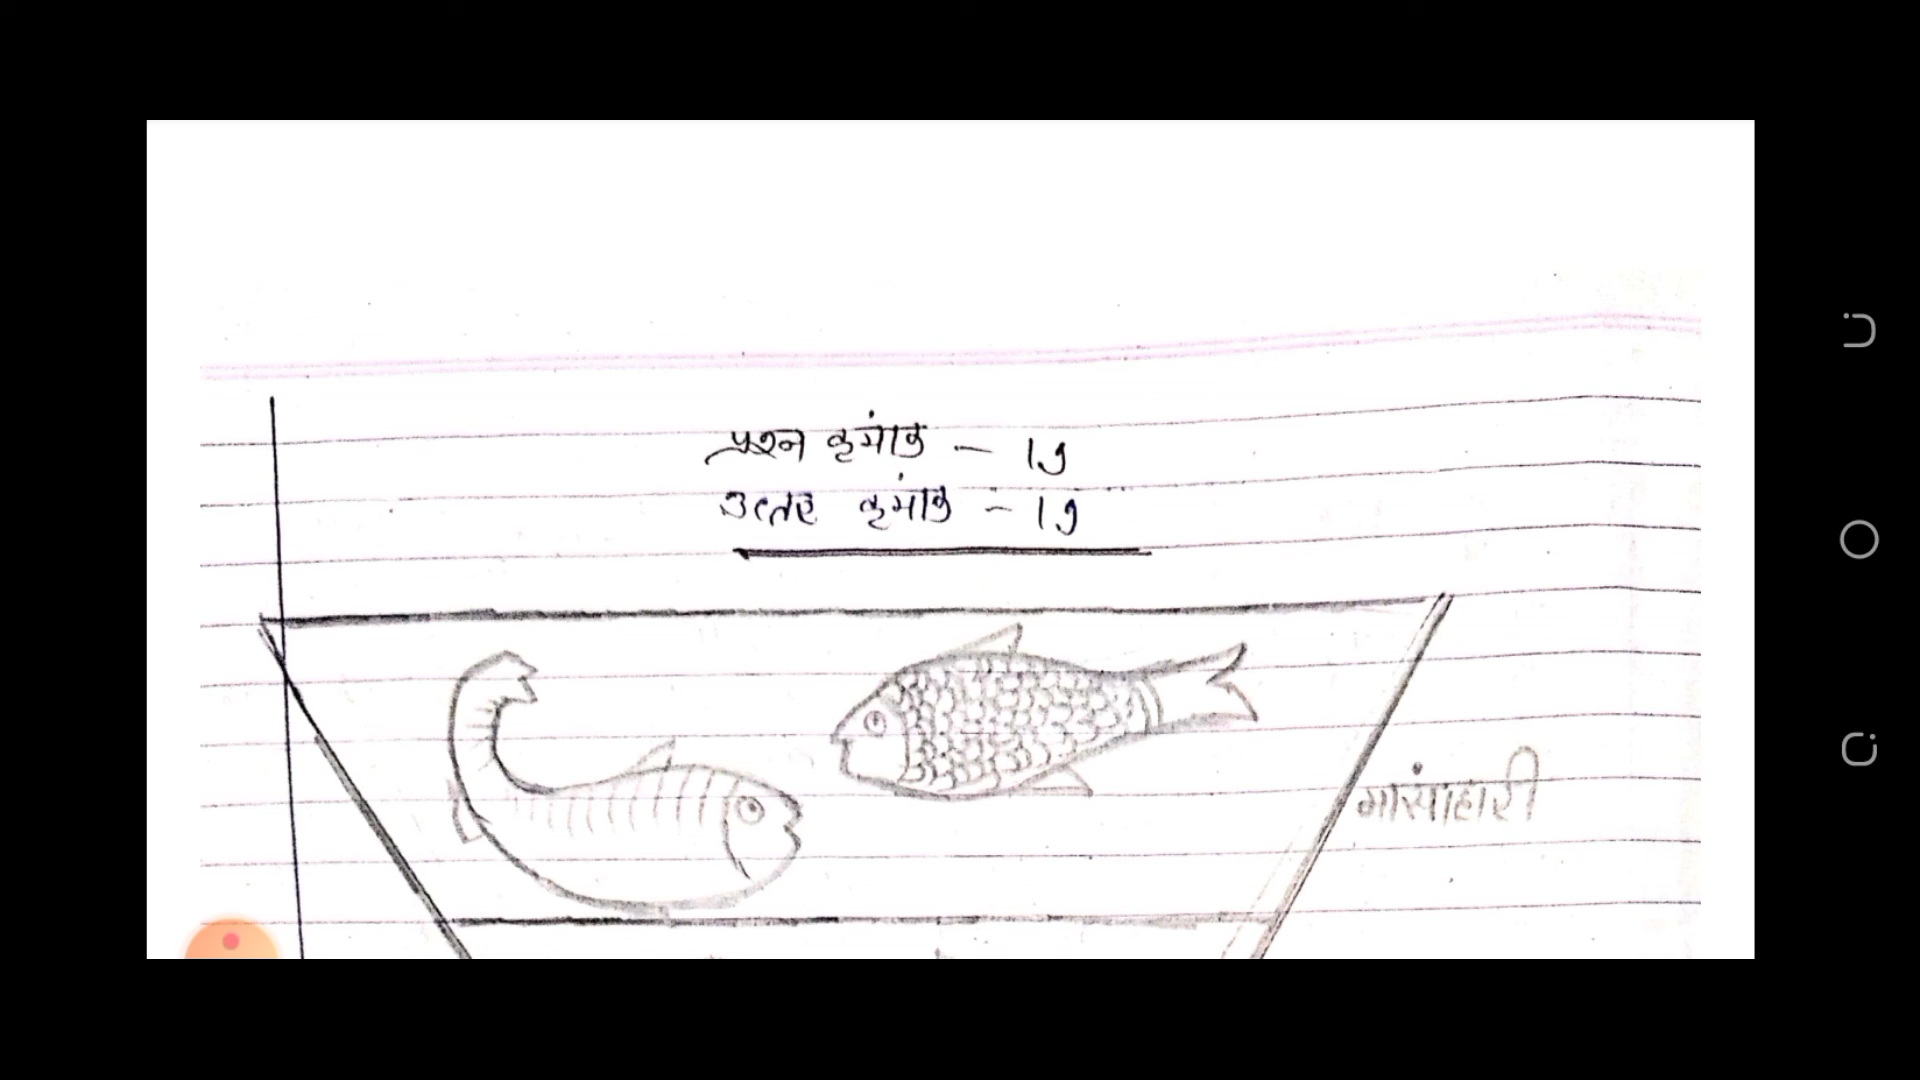 प्रश्न क्रमांक - 19
उत्तर क्रमांक - 19
मांसाहारी